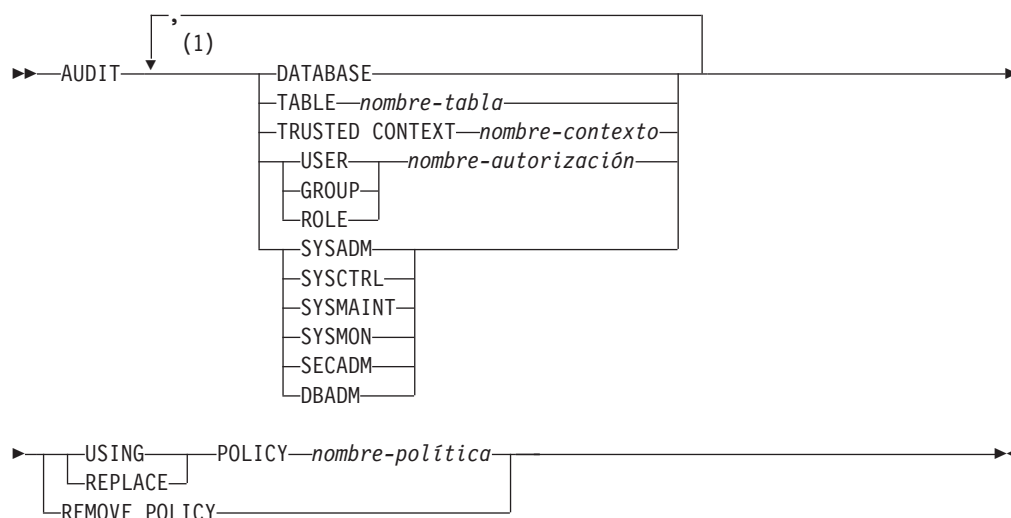 ,
(1)
AUDIT DATABASE
TABLE nombre-tabla
TRUSTED CONTEXT nombre-contexto
USER nombre-autorización
GROUP
ROLE
SYSADM
SYSCTRL
SYSMAINT
SYSMON
SECADM
DBADM
USING POLICY nombre-política
REPLACE
REMOVE POLICY